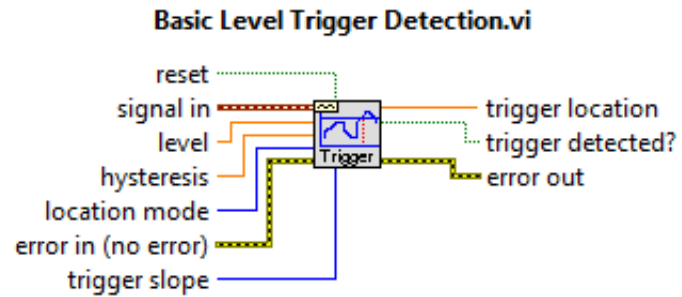 Basic Level Trigger Detection.vi
reset
signal in
level
hysteresis
location mode
error in (no error)
trigger slope
Trigger
trigger location
trigger detected?
error out